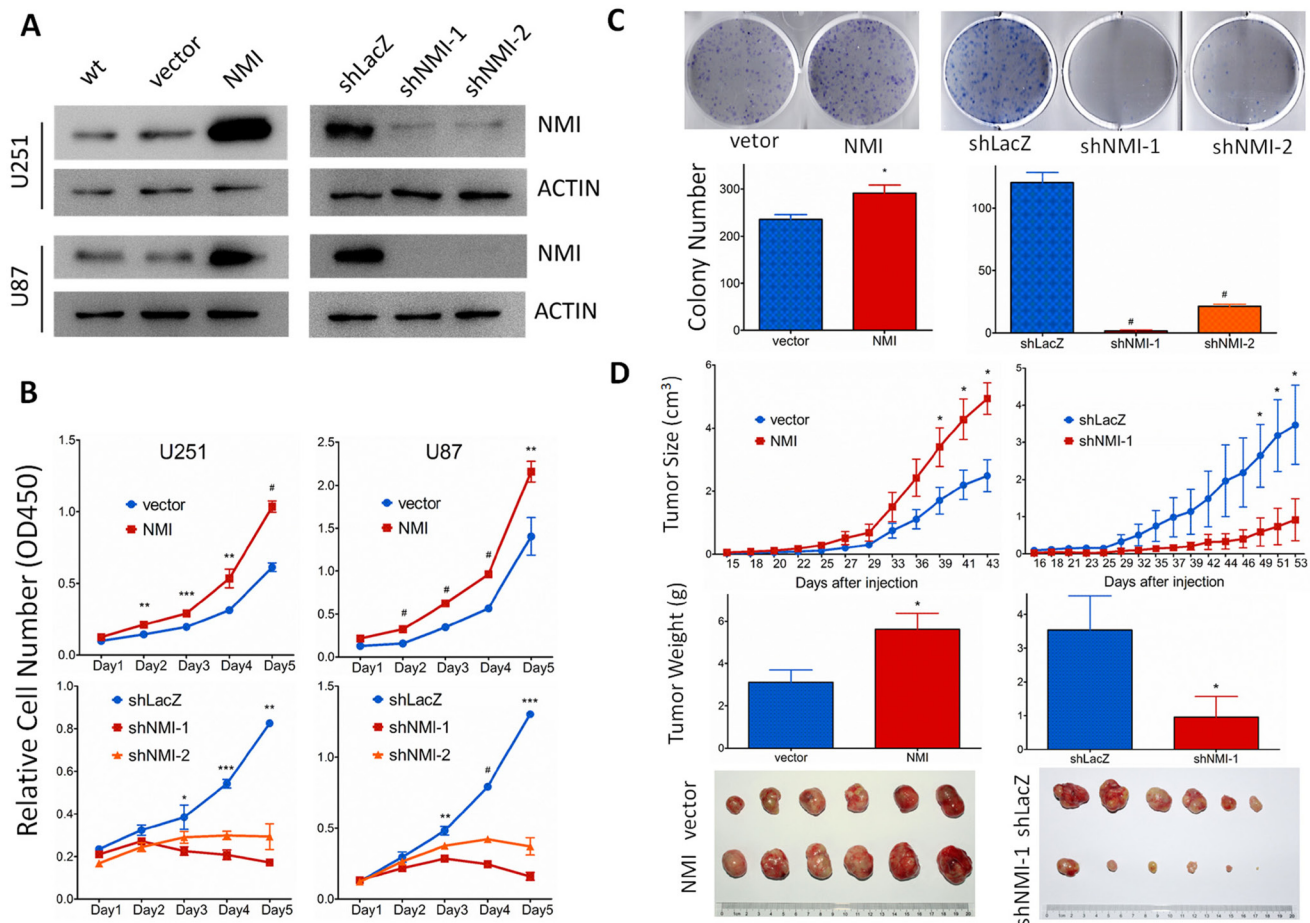 A
wt
vector
NMI
shLacZ
shNMI-1
shNMI-2
U251
NMI
ACTIN
U87
NMI
ACTIN
B
Relative Cell Number (OD450)
U251
1.5
1.0
0.5
0.0
vector
NMI
**
***
**
#
Day1 Day2 Day3 Day4 Day5
U87
2.5
2.0
1.5
1.0
0.5
0.0
vector
NMI
#
#
#
**
Day1 Day2 Day3 Day4 Day5
1.0
0.8
0.6
0.4
0.2
0.0
shLacZ
shNMI-1
shNMI-2
*
***
**
Day1 Day2 Day3 Day4 Day5
1.5
1.0
0.5
0.0
shLacZ
shNMI-1
shNMI-2
**
#
***
Day1 Day2 Day3 Day4 Day5
C
vetor NMI
shLacZ shNMI-1 shNMI-2
Colony Number
300
200
100
0
*
vector NMI
100
50
0
#
#
shLacZ shNMI-1 shNMI-2
D
Tumor Size (cm³)
6
4
2
0
vector
NMI
* * *
15 18 20 22 24 25 27 29 33 36 39 41 43
Days after injection
5
4
3
2
1
0
shLacZ
shNMI-1
* * *
16 18 21 23 25 29 32 35 37 39 42 44 46 49 51 53
Days after injection
Tumor Weight (g)
6
4
2
0
*
vector NMI
4
3
2
1
0
*
shLacZ shNMI-1
NMI vector
shNMI-1 shLacZ